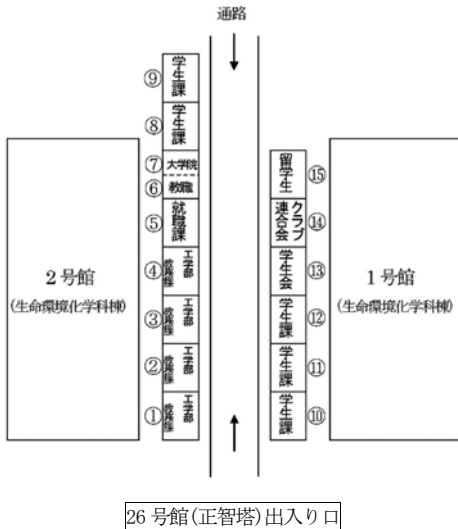 通路
⑨
学生課
⑧
学生課
⑦
大学院
⑥
教職
⑤
就職課
④
工学部
教務課
③
工学部
教務課
②
工学部
教務課
①
工学部
教務課
留学生
⑮
クラブ
連合会
⑭
学生会
⑬
学生課
⑫
学生課
⑪
学生課
⑩
2号館
(生命環境化学科棟)
1号館
(生命環境化学科棟)
26号館(正智塔)出入り口